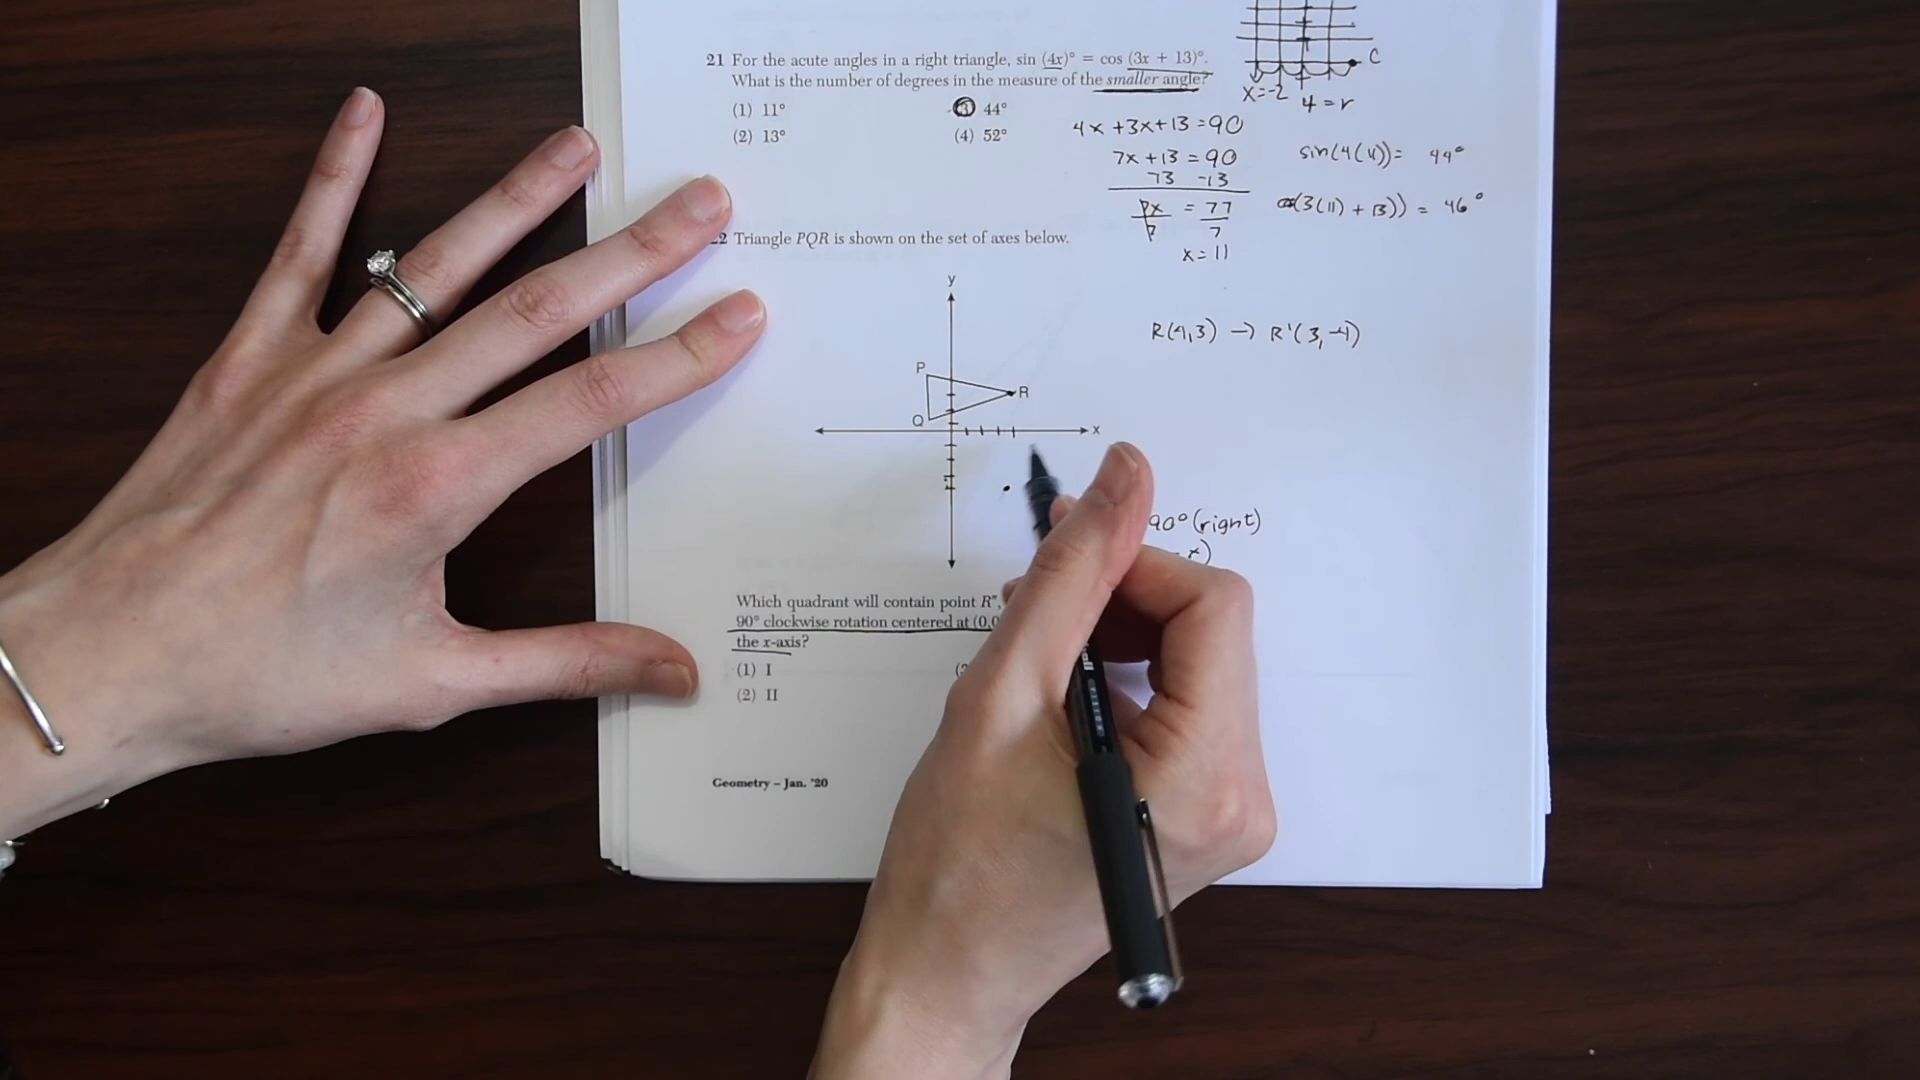 21 For the acute angles in a right triangle, sin (4x)° = cos (3x + 13)°.
What is the number of degrees in the measure of the smaller angle?
(1) 11°
(3) 44°
(2) 13°
(4) 52°
C
x=-2
4=r
4x+3x+13=90
7x+13=90
-13 -13
7x = 77
7 7
x=11
sin(4(11))= 44°
cos(3(11)+13)) = 46°
22 Triangle PQR is shown on the set of axes below.
y
P
R
Q
x
R(4,3) → R'(3,-4)
90° (right)
-x)
Which quadrant will contain point R",
90° clockwise rotation centered at (0,0
the x-axis?
(1) I
(2) II
Geometry – Jan. '20